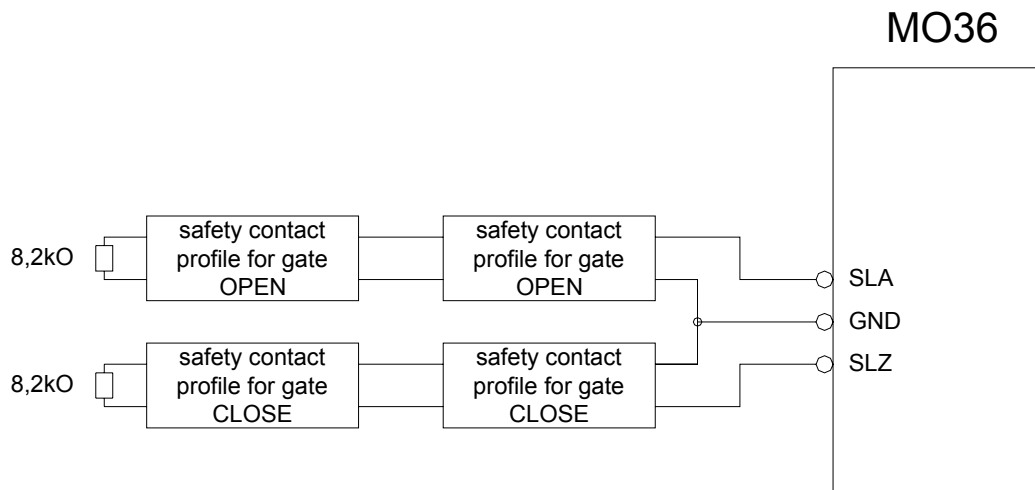 MO36
8,2kO
safety contact
profile for gate
OPEN
safety contact
profile for gate
OPEN
SLA
GND
SLZ
8,2kO
safety contact
profile for gate
CLOSE
safety contact
profile for gate
CLOSE